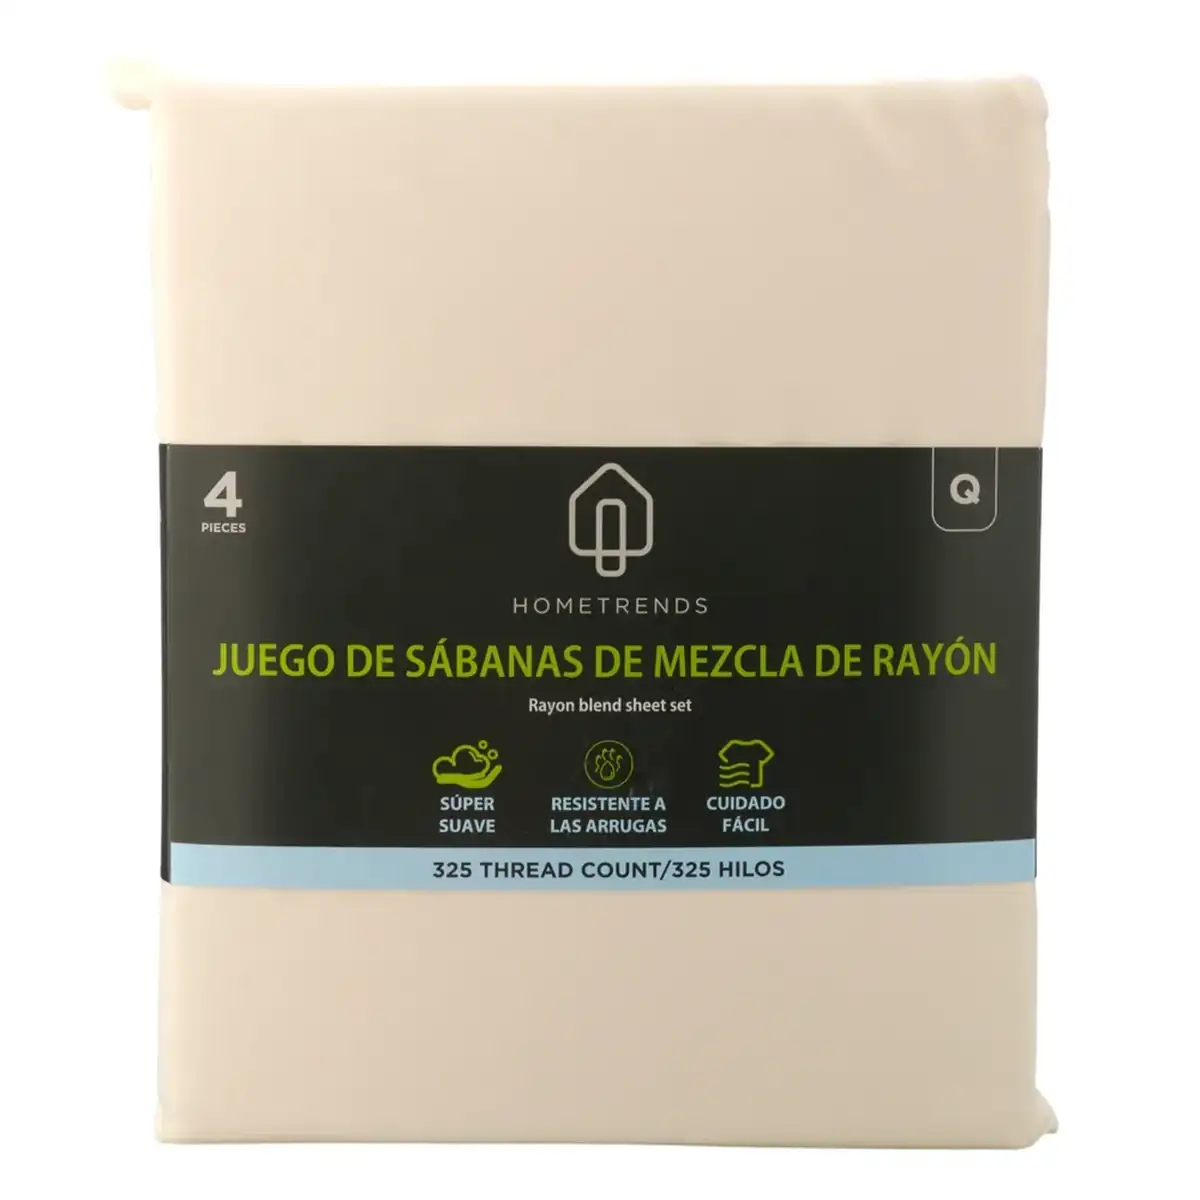 4
PIECES
Q
HOMETRENDS
JUEGO DE SÁBANAS DE MEZCLA DE RAYÓN
Rayon blend sheet set
SÚPER
SUAVE
RESISTENTE A
LAS ARRUGAS
CUIDADO
FÁCIL
325 THREAD COUNT/325 HILOS